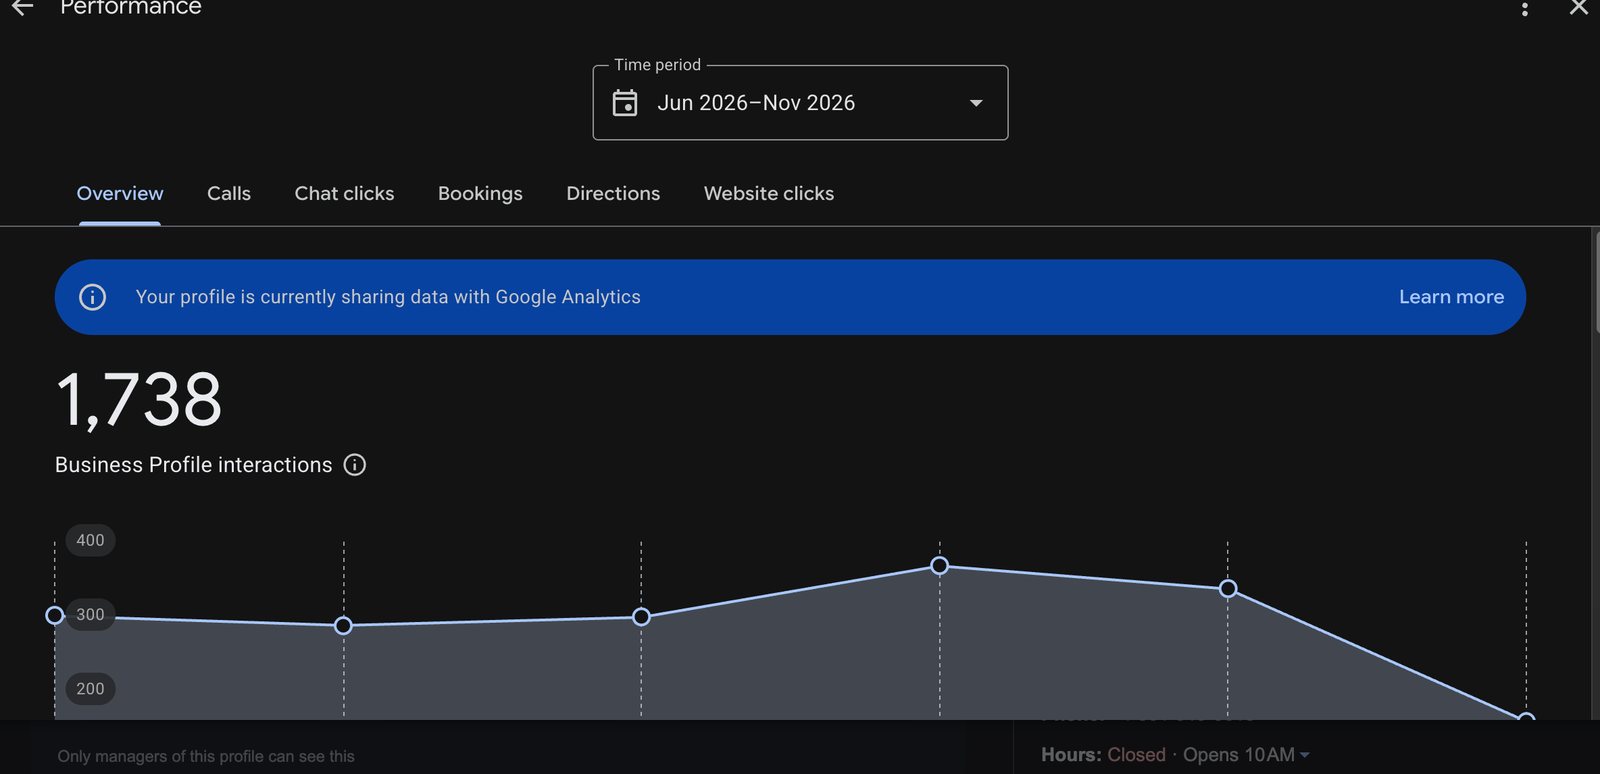 Performance
Time period
Jun 2026–Nov 2026
Overview
Calls
Chat clicks
Bookings
Directions
Website clicks
Your profile is currently sharing data with Google Analytics
Learn more
1,738
Business Profile interactions
400
300
200
Only managers of this profile can see this
Hours: Closed · Opens 10 AM